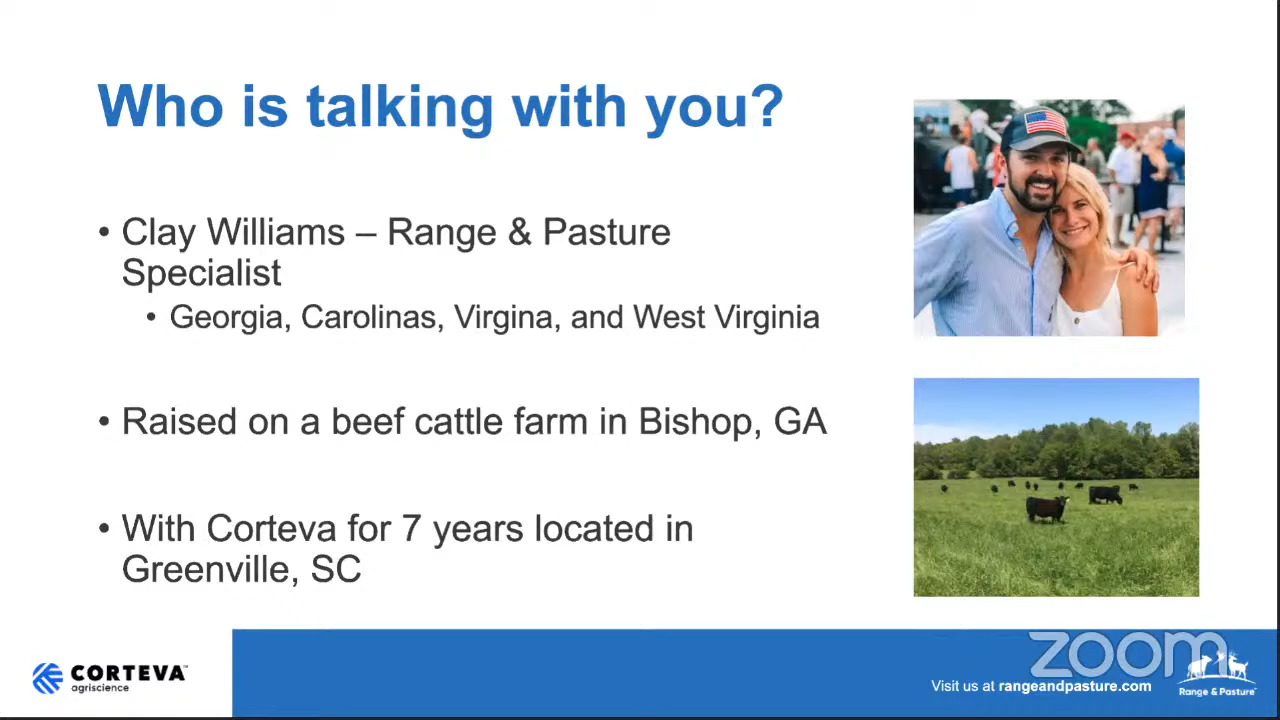 Who is talking with you?
• Clay Williams – Range & Pasture
Specialist
• Georgia, Carolinas, Virgina, and West Virginia
• Raised on a beef cattle farm in Bishop, GA
• With Corteva for 7 years located in
Greenville, SC
CORTEVA™
agriscience
Visit us at rangeandpasture.com
zoom
Range & Pasture™